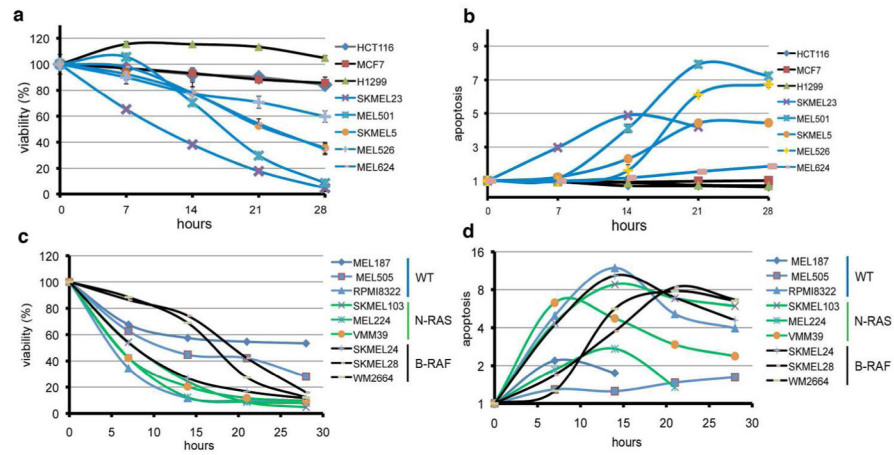 a
120
100
80
60
40
20
0
viability (%)
0 7 14 21 28
hours
HCT116
MCF7
H1299
SKMEL23
MEL501
SKMEL5
MEL526
MEL624
b
9
7
5
3
1
apoptosis
0 7 14 21 28
hours
HCT116
MCF7
H1299
SKMEL23
MEL501
SKMEL5
MEL526
MEL624
c
120
100
80
60
40
20
0
viability (%)
0 5 10 15 20 25 30
hours
MEL187
MEL505
RPMI8322
SKMEL103
MEL224
VMM39
SKMEL24
SKMEL28
WM2664
WT
N-RAS
B-RAF
d
16
8
4
2
1
apoptosis
0 5 10 15 20 25 30
hours
MEL187
MEL505
RPMI8322
SKMEL103
MEL224
VMM39
SKMEL24
SKMEL28
WM2664
WT
N-RAS
B-RAF